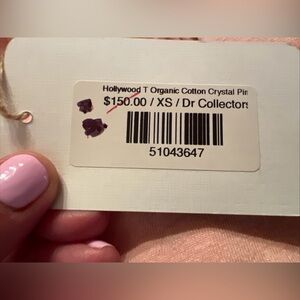 Hollywood T Organic Cotton Crystal Pin
$150.00 / XS / Dr Collectors
51043647